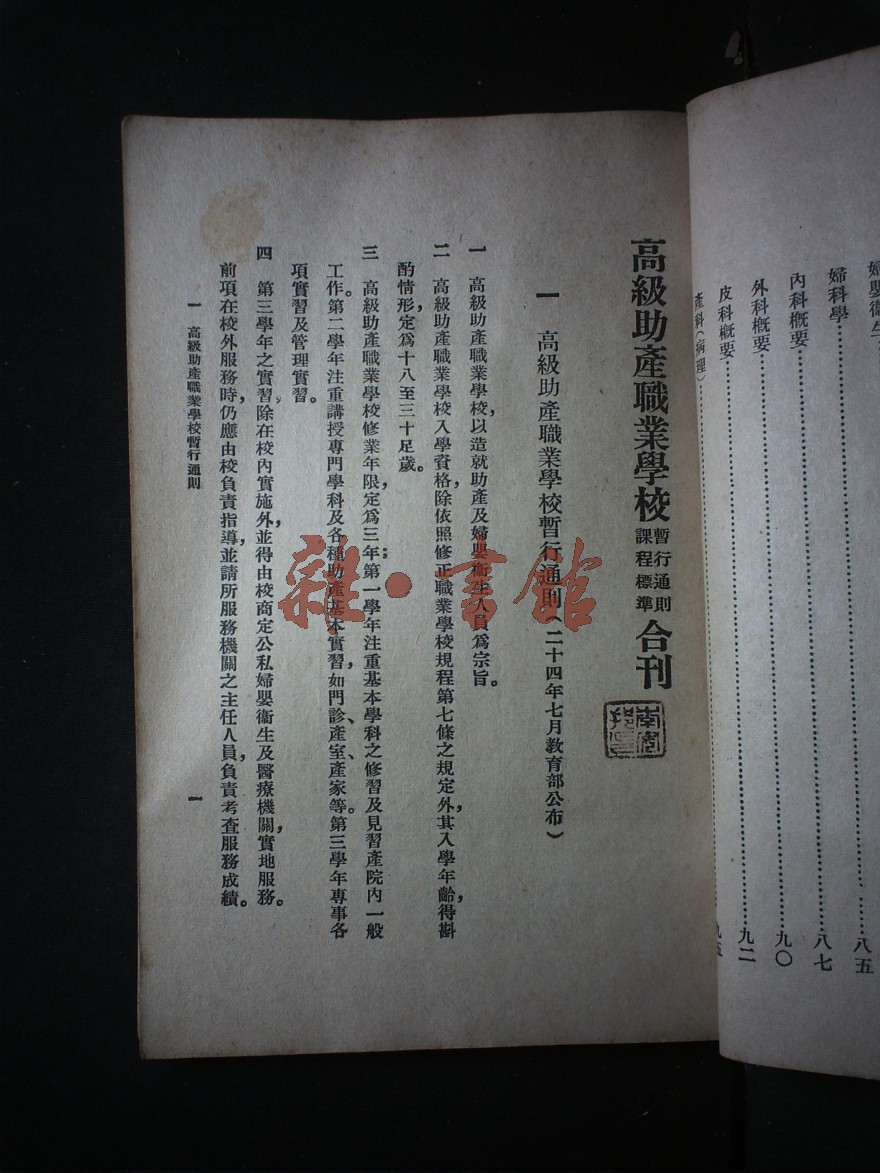 婦科學……八五
內科概要……八七
外科概要……九〇
皮科概要……九二
產科(病理)……九五
高級助產職業學校暫行通則課程標準合刊
一 高級助產職業學校暫行通則(二十四年七月教育部公布)
一 高級助產職業學校,以造就助產及婦嬰衞生人員爲宗旨。
二 高級助產職業學校入學資格,除依照修正職業學校規程第七條之規定外,其入學年齡,得斟
酌情形,定爲十八至三十足歲。
三 高級助產職業學校修業年限,定爲三年;第一學年注重基本學科之修習及見習產院內一般
工作。第二學年注重講授專門學科及各種助產基本實習,如門診、產室、產家等。第三學年專事各
項實習及管理實習。
四 第三學年之實習,除在校內實施外,並得由校商定公私婦嬰衞生及醫療機關,實地服務。
前項在校外服務時,仍應由校負責指導,並請所服務機關之主任人員,負責考查服務成績。
一 高級助產職業學校暫行通則
一
雜·書館